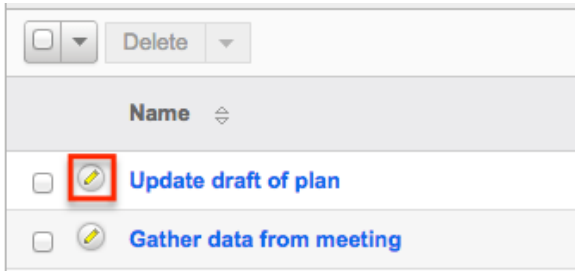 Delete
Name
Update draft of plan
Gather data from meeting